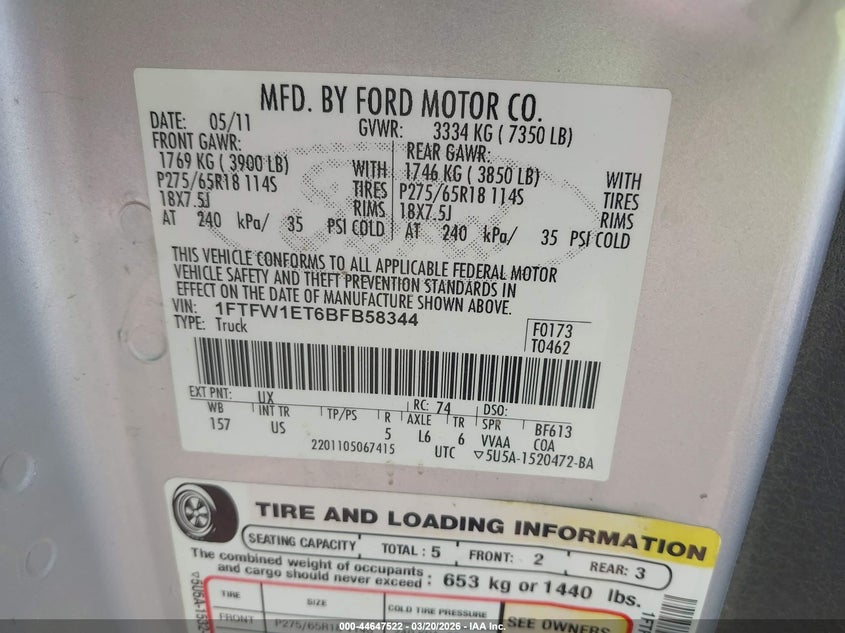 MFD. BY FORD MOTOR CO.
DATE: 05/11 GVWR: 3334 KG ( 7350 LB)
FRONT GAWR: REAR GAWR:
1769 KG ( 3900 LB) WITH 1746 KG ( 3850 LB) WITH
P275/65R18 114S TIRES P275/65R18 114S TIRES
18X7.5J RIMS 18X7.5J RIMS
AT 240 kPa/ 35 PSI COLD AT 240 kPa/ 35 PSI COLD
THIS VEHICLE CONFORMS TO ALL APPLICABLE FEDERAL MOTOR
VEHICLE SAFETY AND THEFT PREVENTION STANDARDS IN
EFFECT ON THE DATE OF MANUFACTURE SHOWN ABOVE.
VIN: 1FTFW1ET6BFB58344
TYPE: Truck
F0173
T0462
EXT PNT: UX RC: 74 DSO:
WB INT TR TP/PS R AXLE TR SPR BF613
157 US 5 L6 6 VVAA COA
2201105067415 UTC ▽5U5A-1520472-BA
TIRE AND LOADING INFORMATION
SEATING CAPACITY TOTAL : 5 FRONT: 2 REAR: 3
The combined weight of occupants
and cargo should never exceed : 653 kg or 1440 lbs.
TIRE SIZE COLD TIRE PRESSURE SEE OWNERS
FRONT
000-44647522 - 03/20/2026 - IAA Inc.